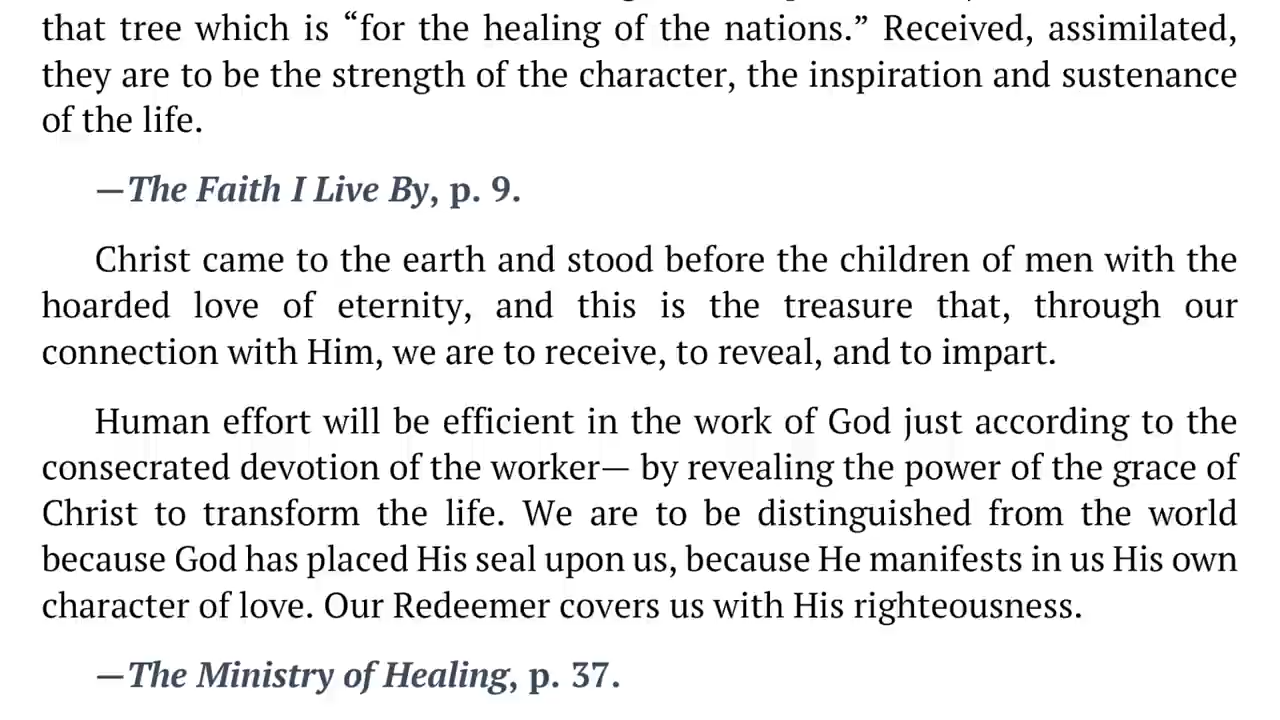 that tree which is “for the healing of the nations.” Received, assimilated,
they are to be the strength of the character, the inspiration and sustenance
of the life.
—The Faith I Live By, p. 9.
Christ came to the earth and stood before the children of men with the
hoarded love of eternity, and this is the treasure that, through our
connection with Him, we are to receive, to reveal, and to impart.
Human effort will be efficient in the work of God just according to the
consecrated devotion of the worker— by revealing the power of the grace of
Christ to transform the life. We are to be distinguished from the world
because God has placed His seal upon us, because He manifests in us His own
character of love. Our Redeemer covers us with His righteousness.
—The Ministry of Healing, p. 37.